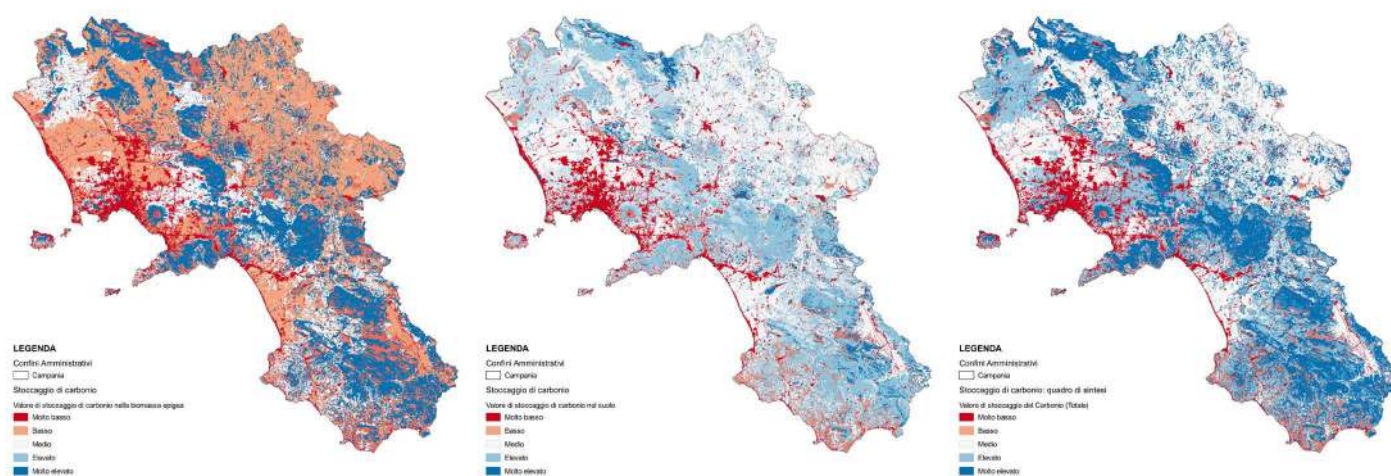 LEGENDA
Confini Amministrativi
Campania
Stoccaggio di carbonio
Valore di stoccaggio di carbonio nella biomassa epigea
Molto basso
Basso
Medio
Elevato
Molto elevato
LEGENDA
Confini Amministrativi
Campania
Stoccaggio di carbonio
Valore di stoccaggio di carbonio nel suolo
Molto basso
Basso
Medio
Elevato
Molto elevato
LEGENDA
Confini Amministrativi
Campania
Stoccaggio di carbonio: quadro di sintesi
Valore di stoccaggio del Carbonio (Totale)
Molto basso
Basso
Medio
Elevato
Molto elevato